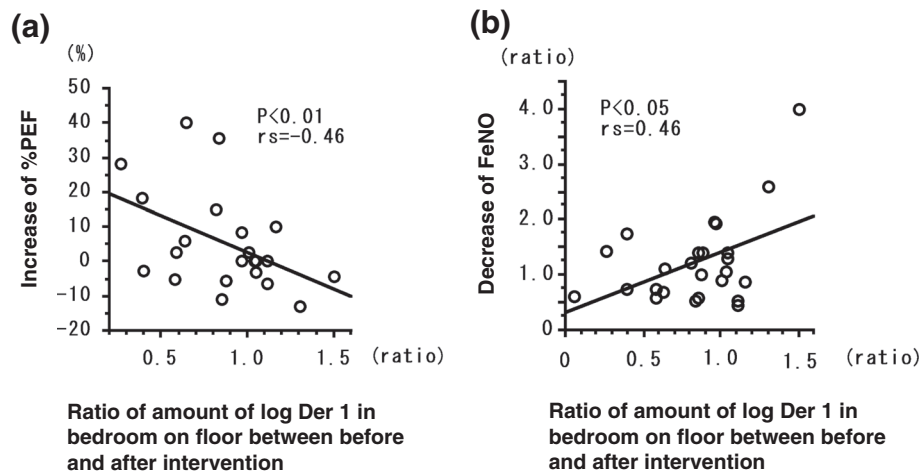 (a)
(%)
Increase of %PEF
50
40
30
20
10
0
-10
-20
P<0.01
rs=-0.46
0.5
1.0
1.5
(ratio)
Ratio of amount of log Der 1 in
bedroom on floor between before
and after intervention
(b)
(ratio)
Decrease of FeNO
4.0
3.0
2.0
1.0
0
P<0.05
rs=0.46
0
0.5
1.0
1.5
(ratio)
Ratio of amount of log Der 1 in
bedroom on floor between before
and after intervention